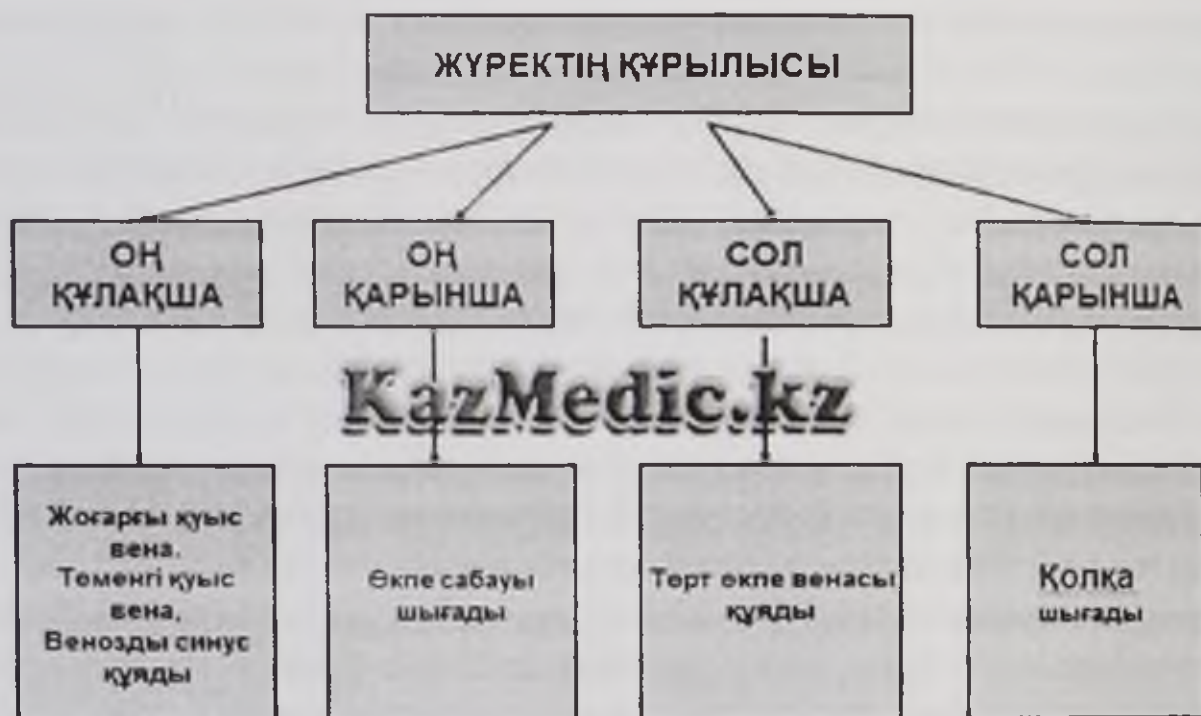 ЖҮРЕКТІҢ ҚҰРЫЛЫСЫ
ОҢ
ҚҰЛАҚША
ОҢ
ҚАРЫНША
СОЛ
ҚҰЛАҚША
СОЛ
ҚАРЫНША
KazMedic.kz
Жоғарғы қуыс
вена.
Төменгі қуыс
вена,
Венозды синус
құяды
Өкпе сабауы
шығады
Төрт өкпе венасы
құяды
Қолқа
шығады